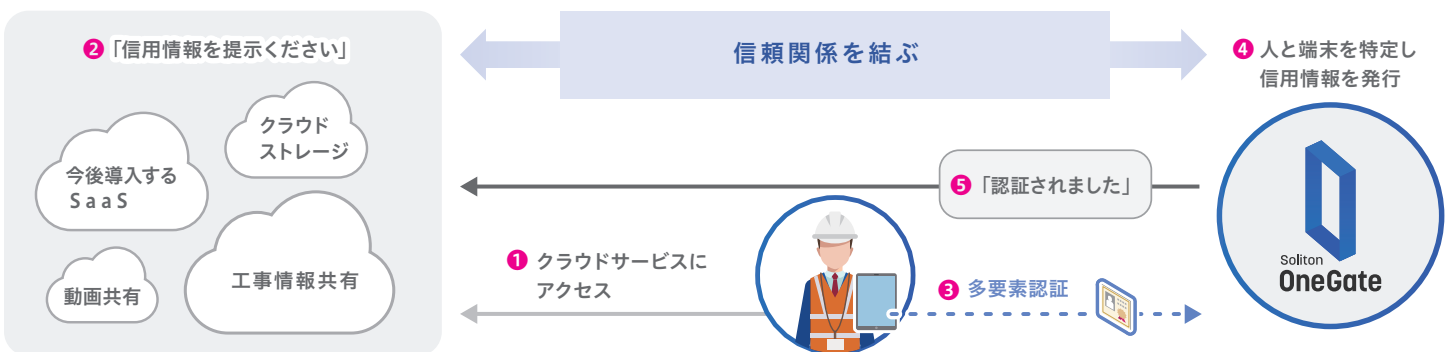 ❷「信用情報を提示ください」
クラウド
ストレージ
今後導入する
SaaS
動画共有
工事情報共有
信頼関係を結ぶ
❹ 人と端末を特定し
信用情報を発行
❺「認証されました」
❶ クラウドサービスに
アクセス
❸ 多要素認証
Soliton
OneGate